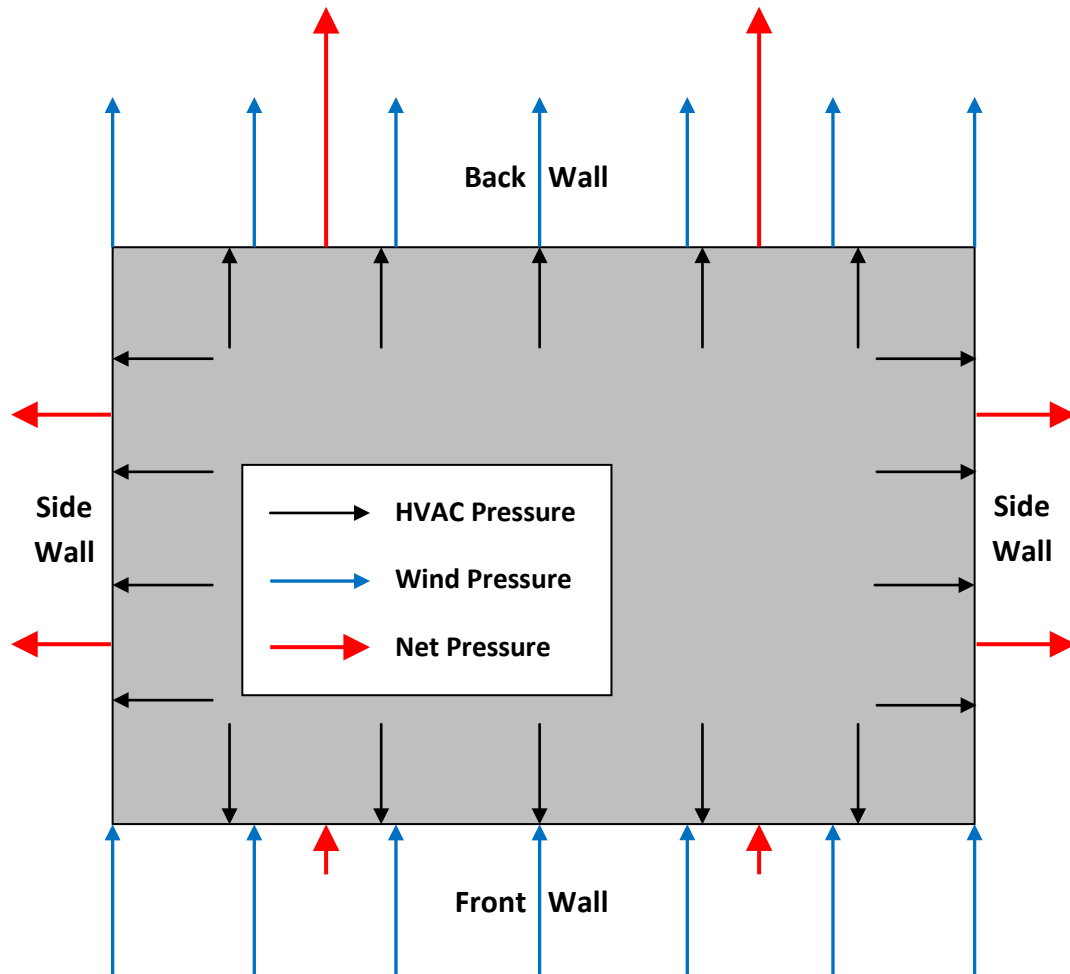 Back Wall
Side
Wall
HVAC Pressure
Wind Pressure
Net Pressure
Side
Wall
Front Wall